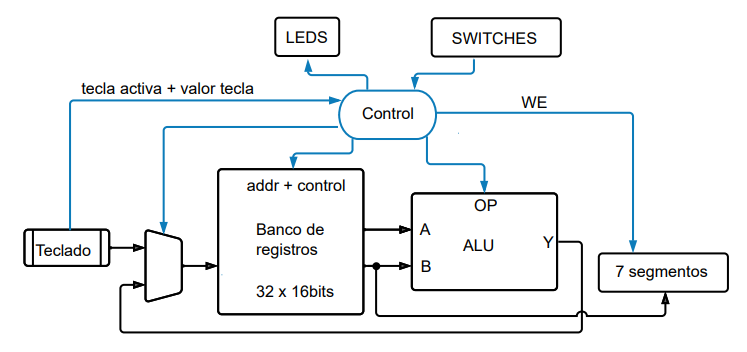 LEDS
SWITCHES
tecla activa + valor tecla
Control
WE
addr + control
OP
Banco de
registros
A
Teclado
ALU
Y
B
7 segmentos
32 x 16bits